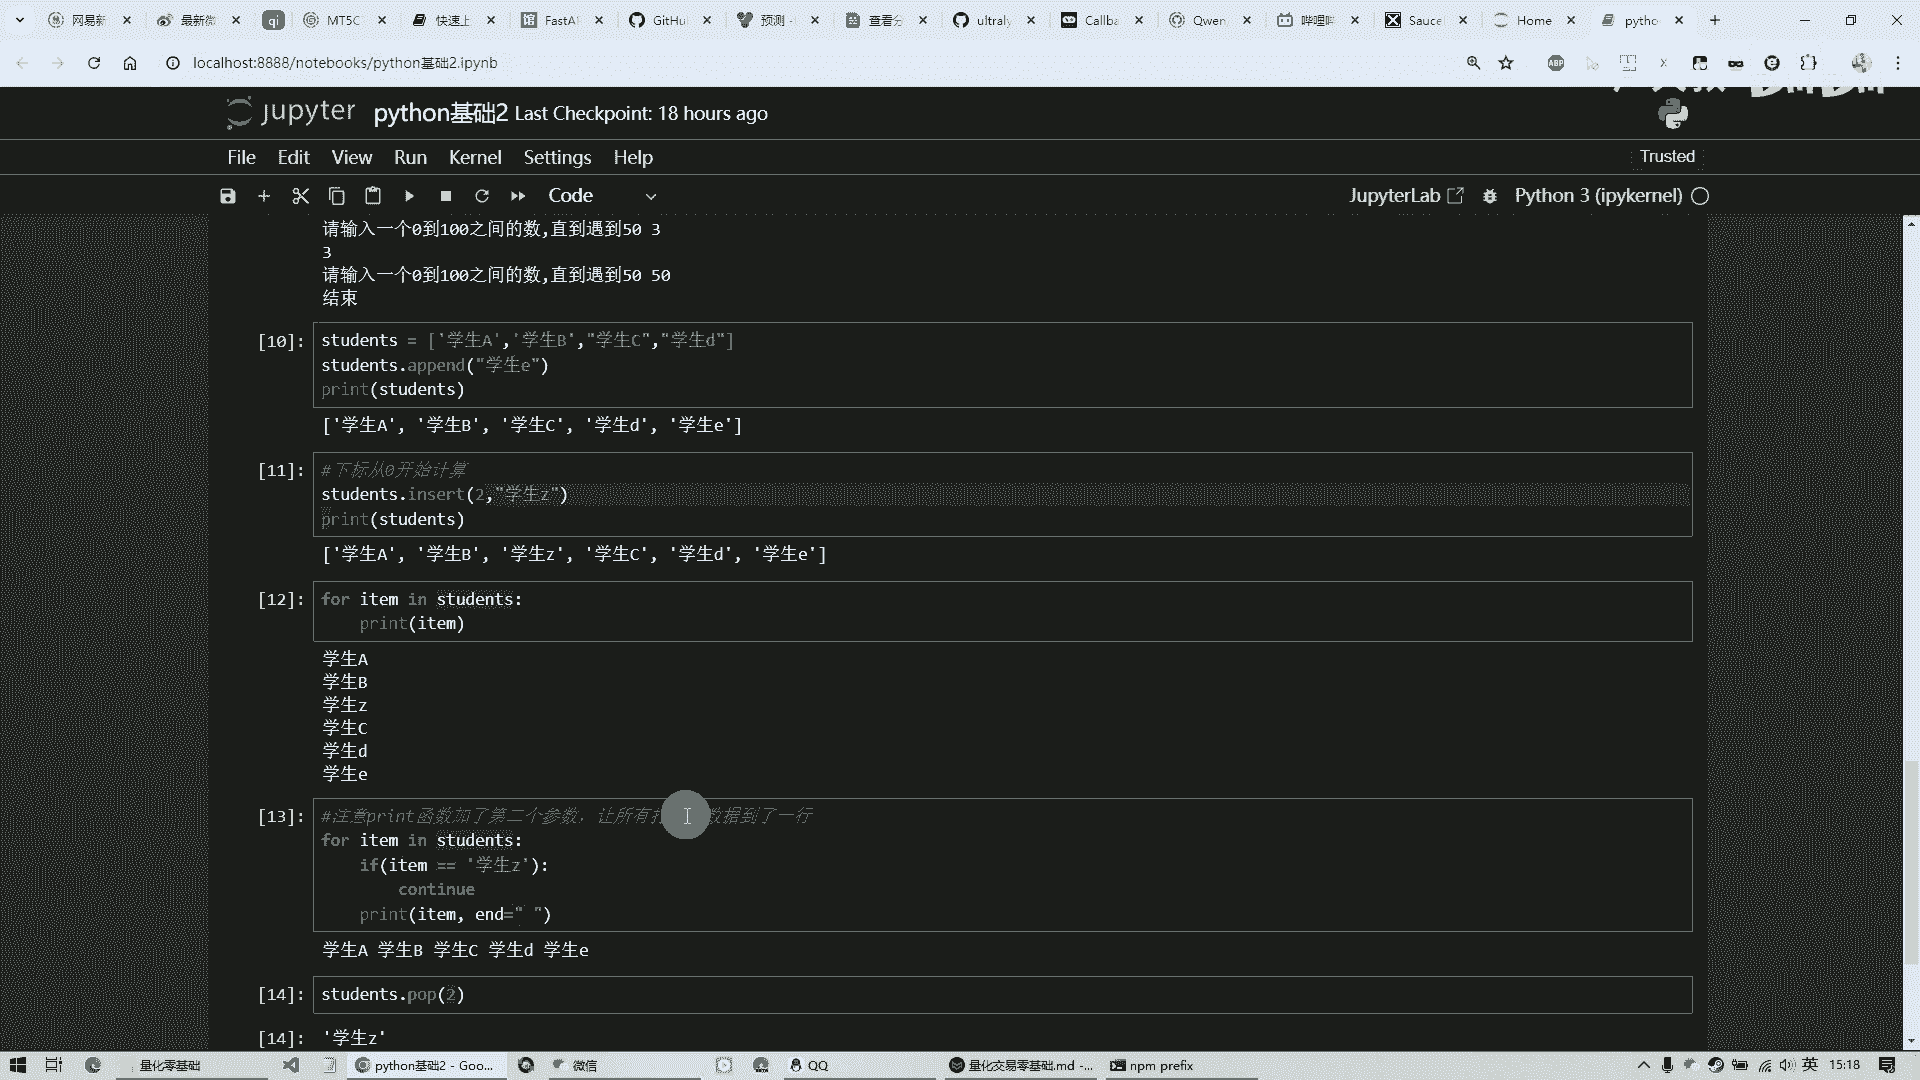 网易新 最新微 qi MT5C 快速上 FastA GitHu 预测 - 查看分 ultraly Callba Qwen 哔哩哔 Sauce Home pytho
localhost:8888/notebooks/python基础2.ipynb
jupyter python基础2 Last Checkpoint: 18 hours ago
File Edit View Run Kernel Settings Help
Trusted
Code
JupyterLab Python 3 (ipykernel)
请输入一个0到100之间的数,直到遇到50 3
3
请输入一个0到100之间的数,直到遇到50 50
结束
[10]: students = ['学生A','学生B',"学生C","学生d"]
students.append("学生e")
print(students)
['学生A', '学生B', '学生C', '学生d', '学生e']
[11]: #下标从0开始计算
students.insert(2,"学生z")
print(students)
['学生A', '学生B', '学生z', '学生C', '学生d', '学生e']
[12]: for item in students:
print(item)
学生A
学生B
学生z
学生C
学生d
学生e
[13]: #注意print函数加了第二个参数，让所有 数据到了一行
for item in students:
if(item == '学生z'):
continue
print(item, end=" ")
学生A 学生B 学生C 学生d 学生e
[14]: students.pop(2)
[14]: '学生z'
量化零基础 python基础2 - Goo... 微信 QQ 量化交易零基础.md -... npm prefix 英 15:18